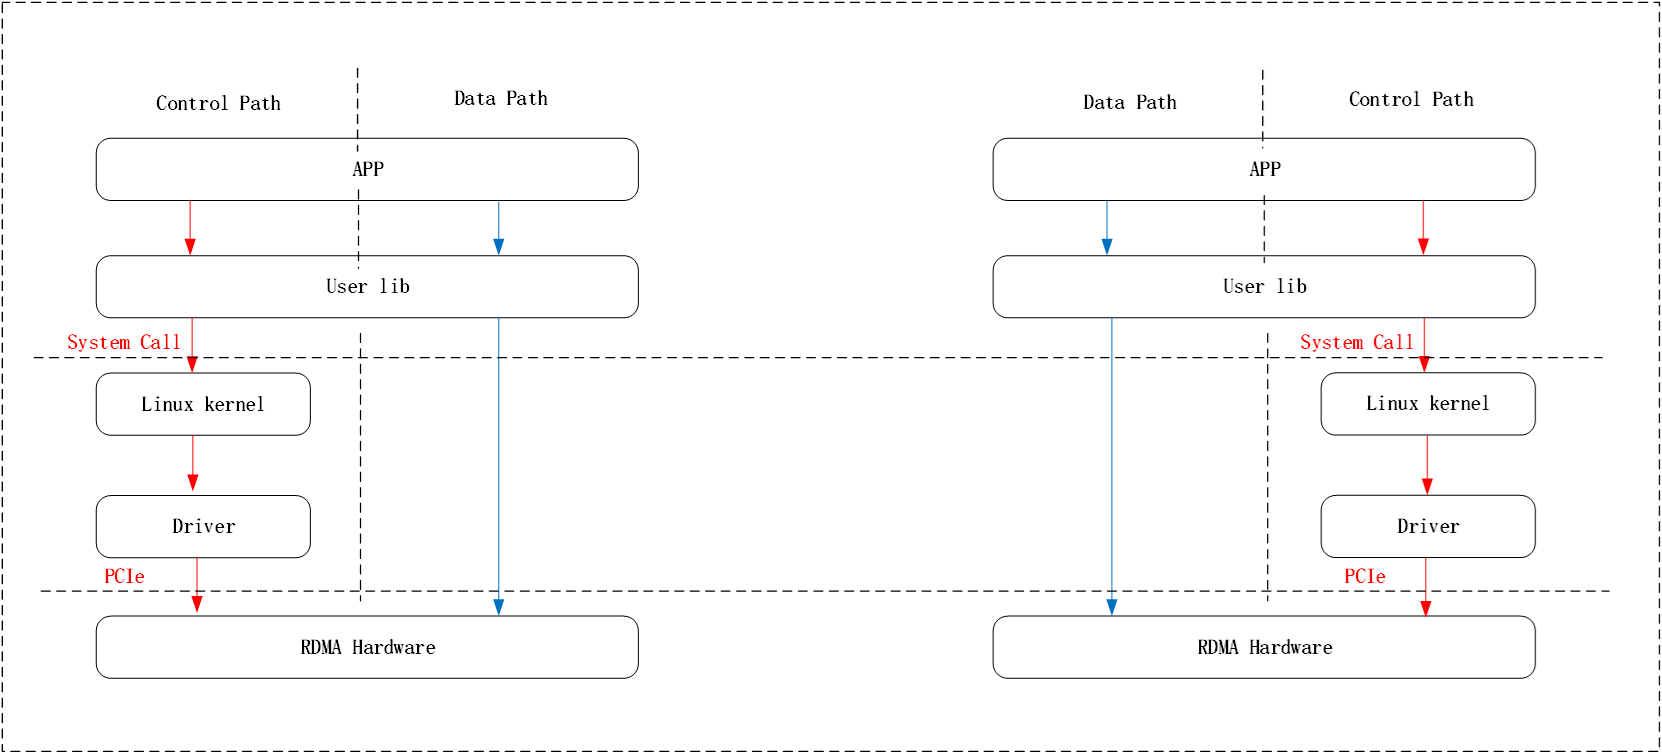 Control Path
Data Path
APP
User lib
System Call
Linux kernel
Driver
PCIe
RDMA Hardware
Data Path
Control Path
APP
User lib
System Call
Linux kernel
Driver
PCIe
RDMA Hardware